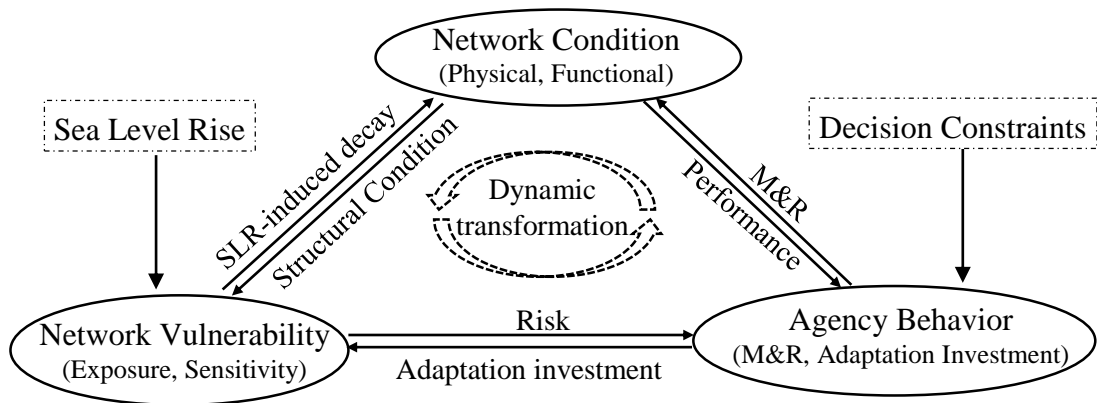 Network Condition
(Physical, Functional)
Sea Level Rise
Decision Constraints
SLR-induced decay
Structural Condition
Dynamic
transformation
M&R
Performance
Network Vulnerability
(Exposure, Sensitivity)
Risk
Adaptation investment
Agency Behavior
(M&R, Adaptation Investment)